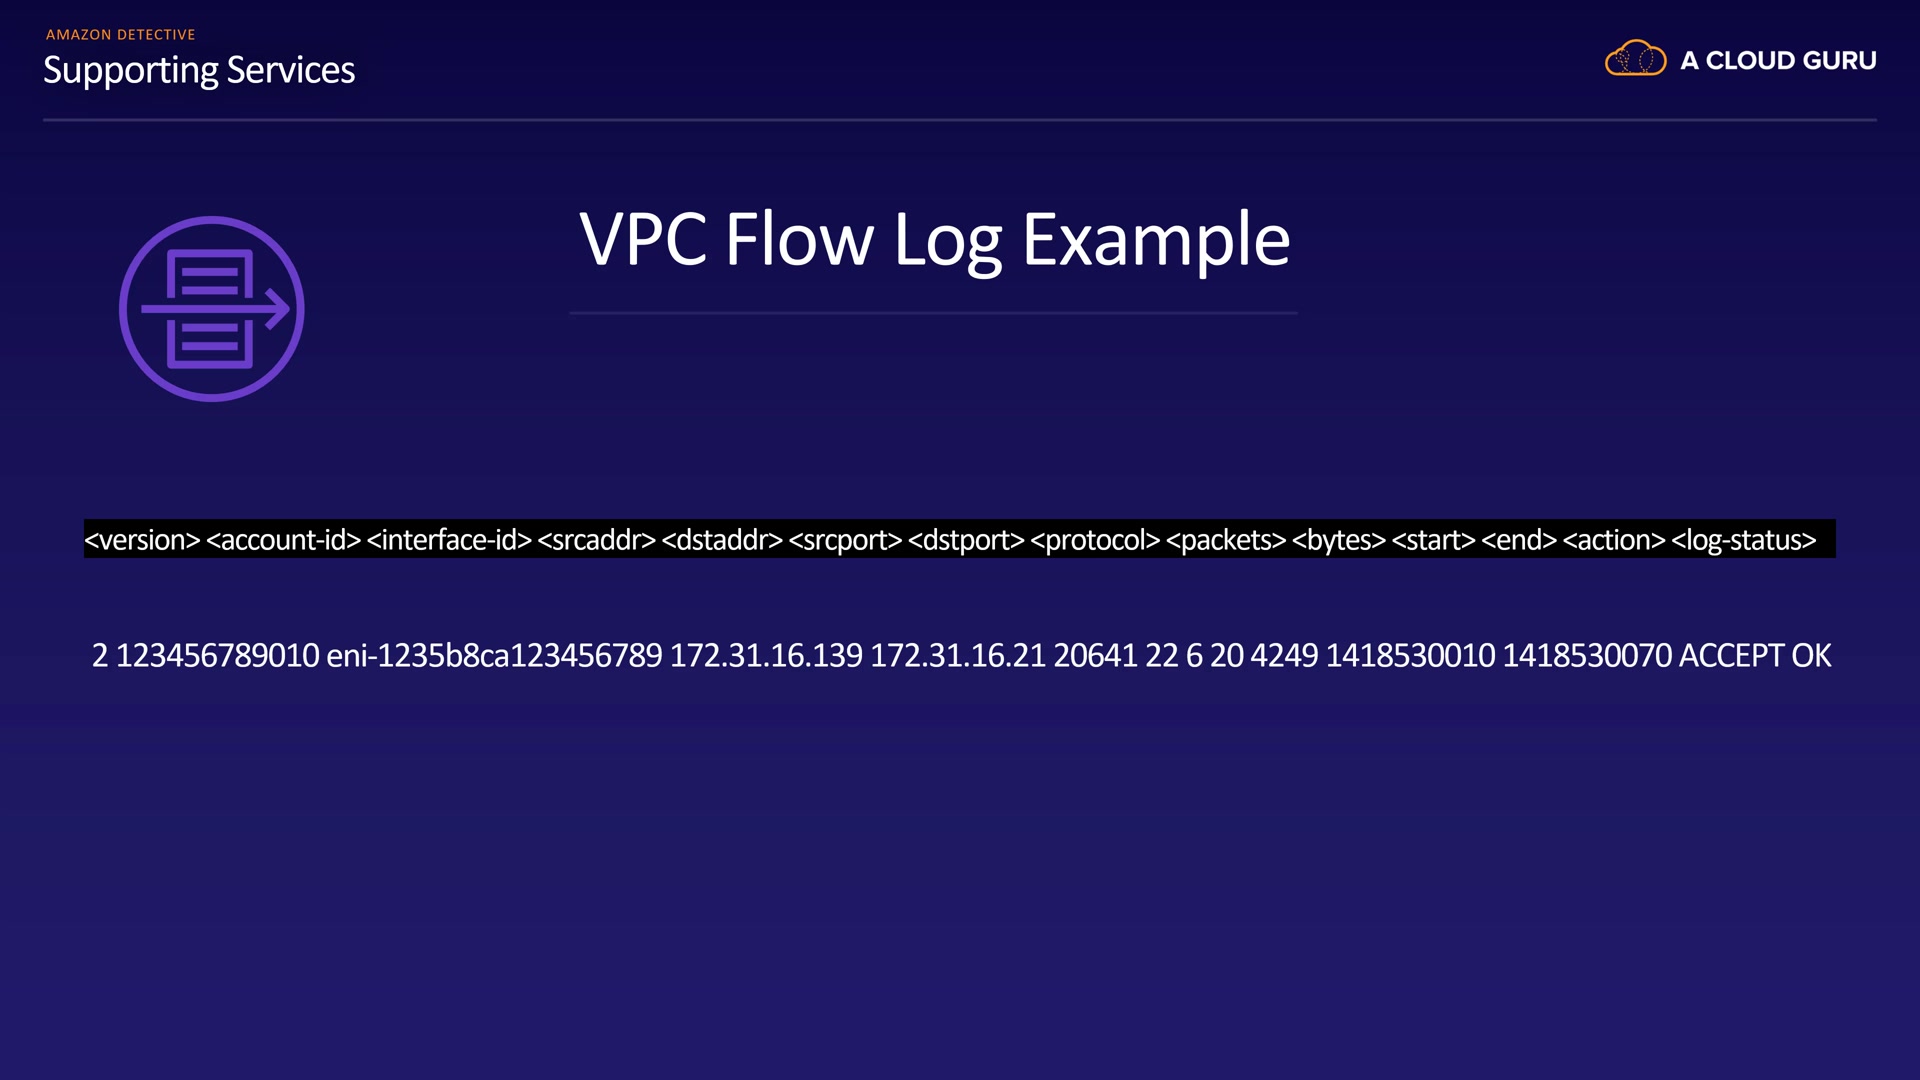 AMAZON DETECTIVE
Supporting Services
A CLOUD GURU
VPC Flow Log Example
<version> <account-id> <interface-id> <srcaddr> <dstaddr> <srcport> <dstport> <protocol> <packets> <bytes> <start> <end> <action> <log-status>
2 123456789010 eni-1235b8ca123456789 172.31.16.139 172.31.16.21 20641 22 6 20 4249 1418530010 1418530070 ACCEPT OK